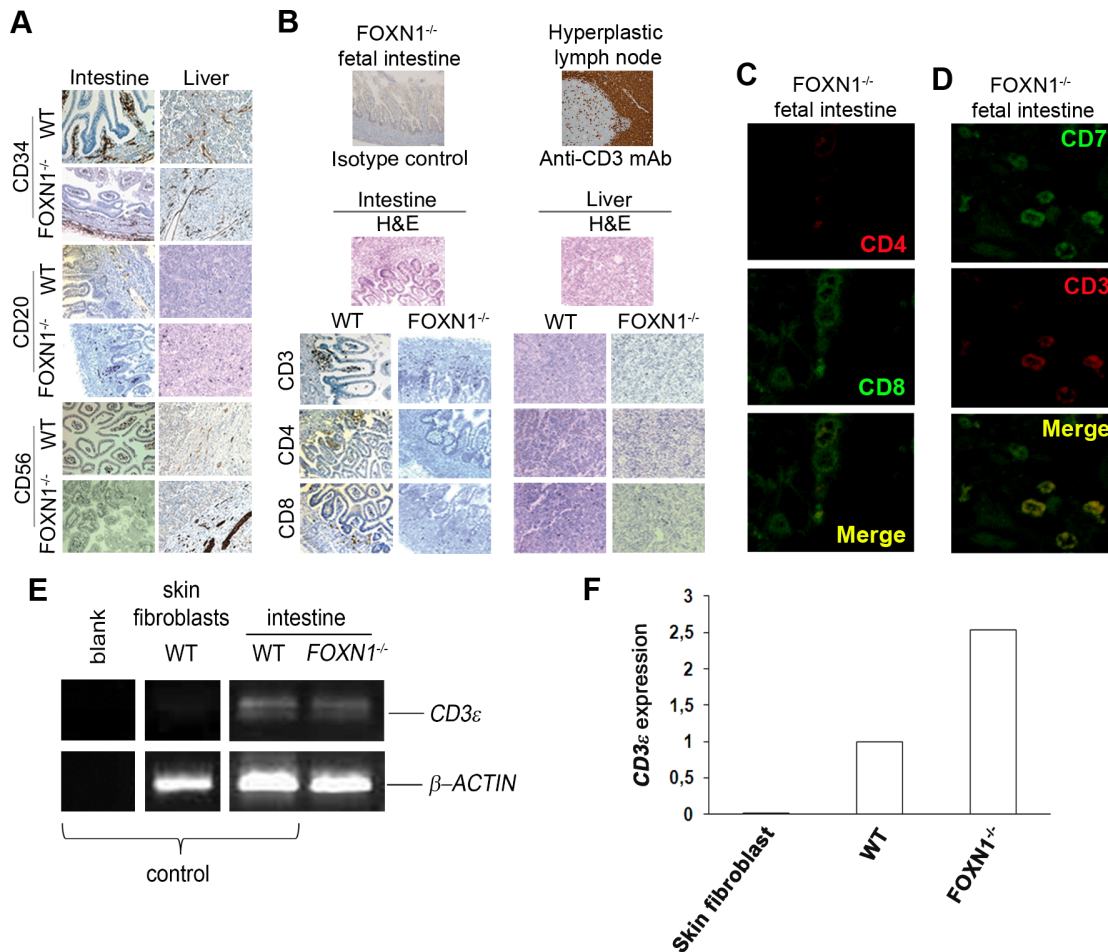 A
Intestine Liver
CD34
WT
FOXN1-/-
CD20
WT
FOXN1-/-
CD56
WT
FOXN1-/-
B
FOXN1-/-
fetal intestine
Isotype control
Hyperplastic
lymph node
Anti-CD3 mAb
Intestine
H&E
Liver
H&E
WT FOXN1-/- WT FOXN1-/-
CD3
CD4
CD8
C
FOXN1-/-
fetal intestine
CD4
CD8
Merge
D
FOXN1-/-
fetal intestine
CD7
CD3
Merge
E
blank
skin
fibroblasts
WT
intestine
WT FOXN1-/-
CD3ε
β–ACTIN
control
F
CD3ε expression
3
2,5
2
1,5
1
0,5
0
Skin fibroblast
WT
FOXN1-/-